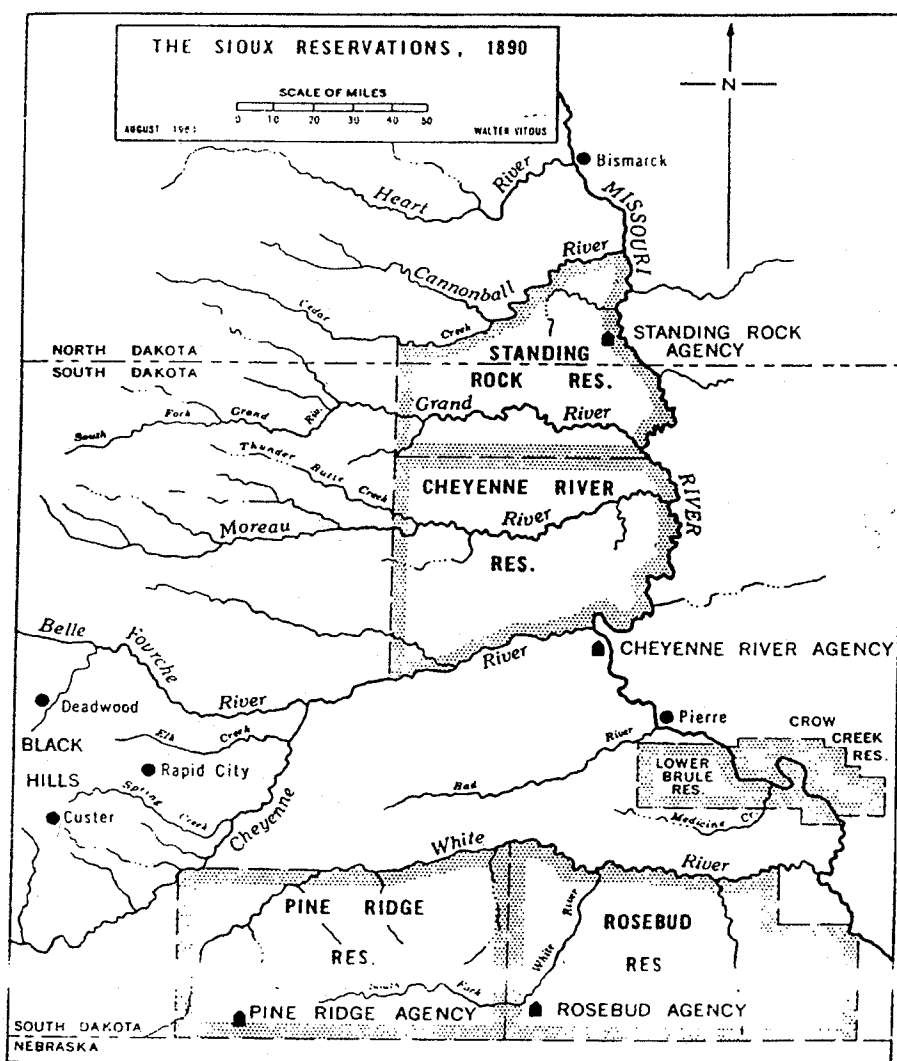 THE SIOUX RESERVATIONS, 1890
SCALE OF MILES
0 10 20 30 40 50
AUGUST
WALTER VITOUS
N
Bismarck
Heart River
MISSOURI
Cannonball River
Cedar Creek
STANDING ROCK AGENCY
NORTH DAKOTA
SOUTH DAKOTA
STANDING
ROCK RES.
Grand River
South Fork Grand Riv.
Thunder Butte Creek
CHEYENNE RIVER
RIVER
Moreau River
RES.
Belle Fourche River
River
CHEYENNE RIVER AGENCY
Deadwood
Pierre
Elk Creek
River
CROW
CREEK
RES.
BLACK
HILLS
Rapid City
LOWER
BRULE
RES.
Bad
Spring Creek
Custer
Cheyenne
Medicine Cr.
White River
PINE RIDGE
RES.
ROSEBUD
RES
White River
South Fork
PINE RIDGE AGENCY
ROSEBUD AGENCY
SOUTH DAKOTA
NEBRASKA